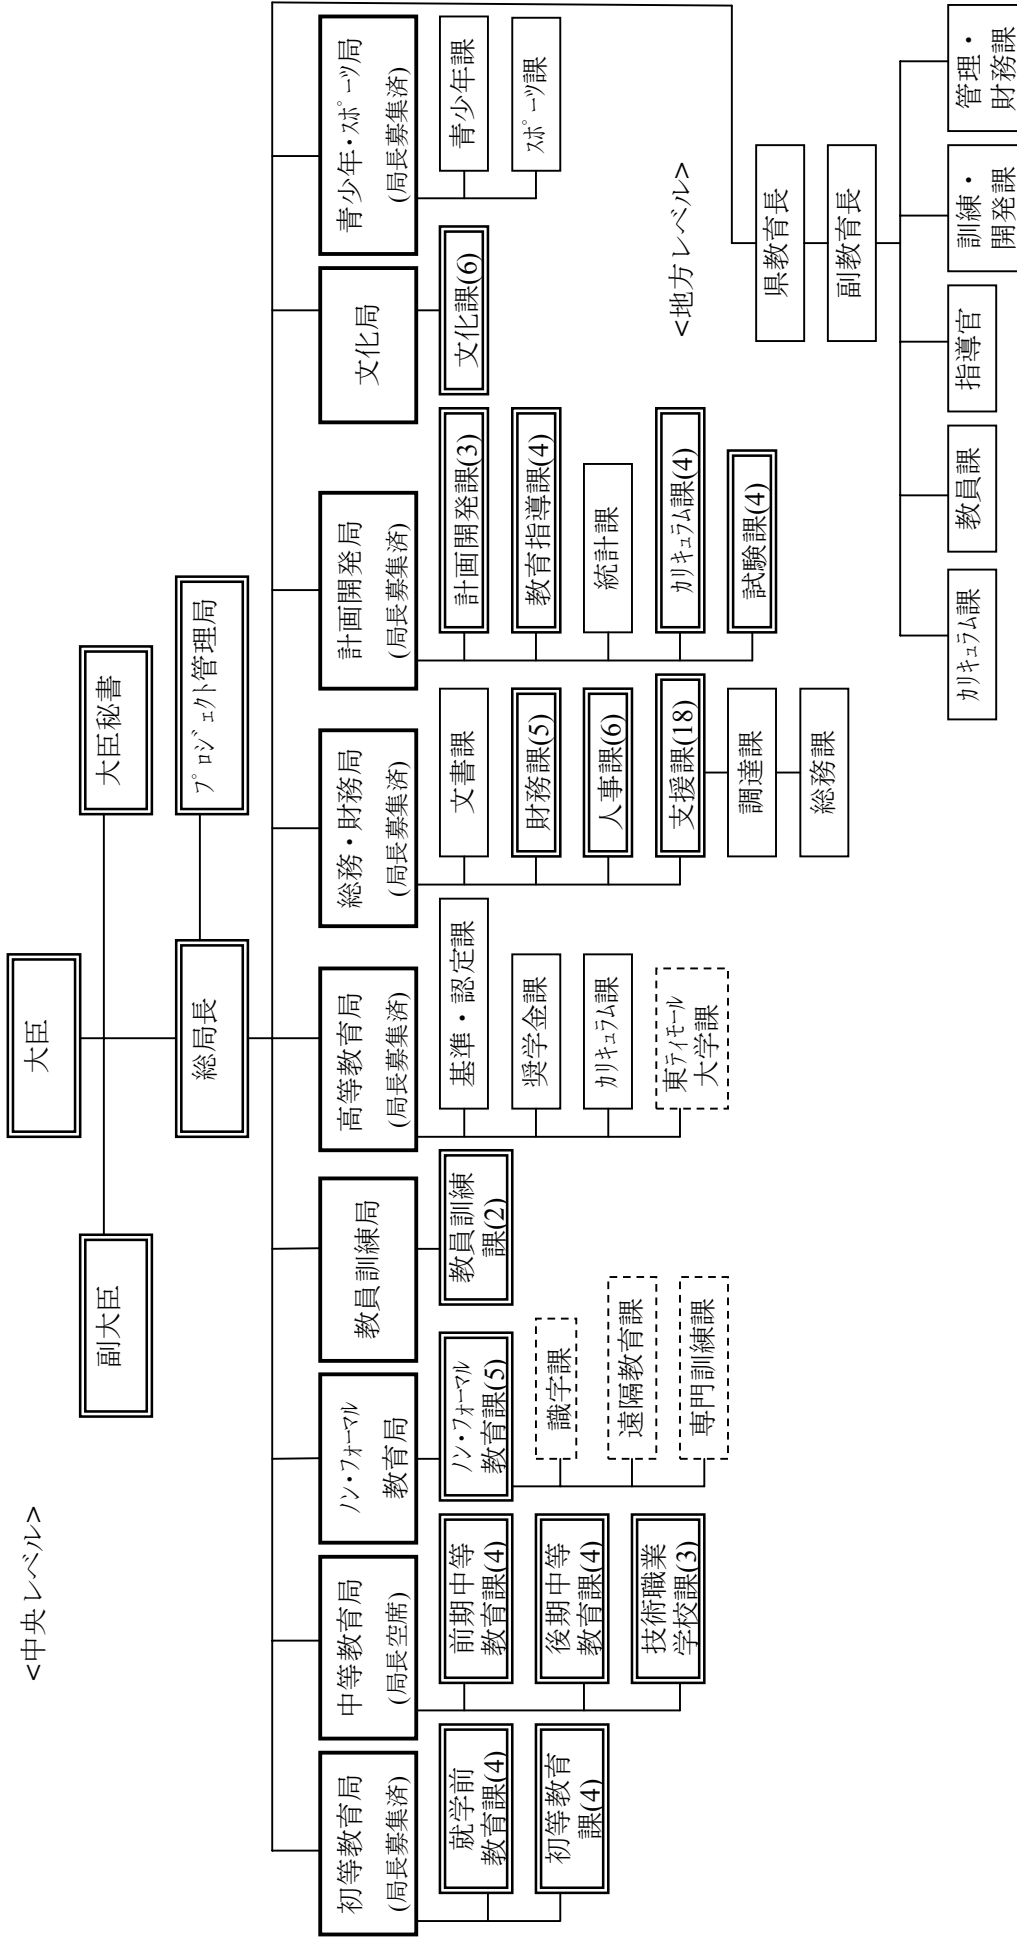 <中央レベル>
大臣
副大臣
大臣秘書
総局長
プロジェクト管理局
初等教育局
(局長募集済)
就学前
教育課(4)
初等教育
課(4)
中等教育局
(局長空席)
前期中等
教育課(4)
後期中等
教育課(4)
技術職業
学校課(3)
ノン・フォーマル
教育局
ノン・フォーマル
教育課(5)
識字課
遠隔教育課
専門訓練課
教員訓練局
教員訓練
課(2)
高等教育局
(局長募集済)
基準・認定課
奨学金課
カリキュラム課
東ティモール
大学課
総務・財務局
(局長募集済)
文書課
財務課(5)
人事課(6)
支援課(18)
調達課
総務課
計画開発局
(局長募集済)
計画開発課(3)
教育指導課(4)
統計課
カリキュラム課(4)
試験課(4)
文化局
文化課(6)
青少年・スポーツ局
(局長募集済)
青少年課
スポーツ課
<地方レベル>
県教育長
副教育長
カリキュラム課
教員課
指導官
訓練・
開発課
管理・
財務課